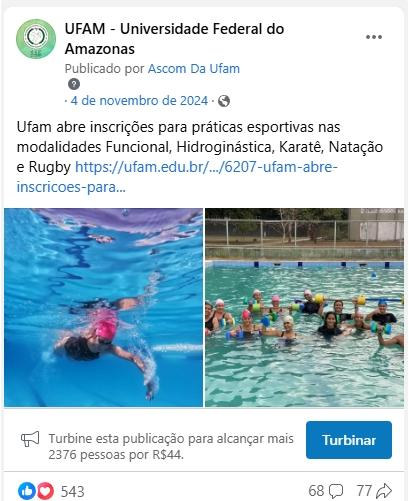 UFAM - Universidade Federal do
Amazonas
Publicado por Ascom Da Ufam
?
· 4 de novembro de 2024 ·
Ufam abre inscrições para práticas esportivas nas
modalidades Funcional, Hidroginástica, Karatê, Natação
e Rugby https://ufam.edu.br/.../6207-ufam-abre-
inscricoes-para...
Turbine esta publicação para alcançar mais
2376 pessoas por R$44.
Turbinar
543
68 77